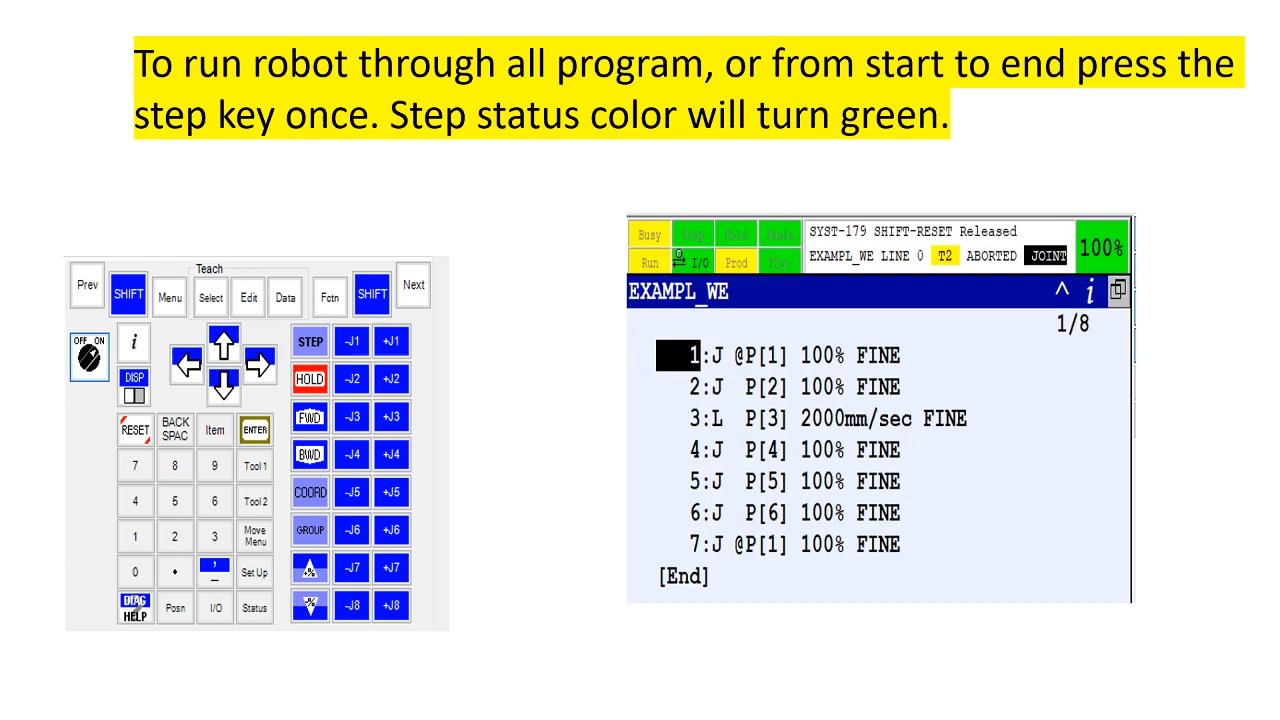 To run robot through all program, or from start to end press the
step key once. Step status color will turn green.
Prev SHIFT Menu Teach Select Edit Data Fctn SHIFT Next
OFF ON i STEP -J1 +J1
DISP HOLD -J2 +J2
RESET BACK SPAC Item ENTER FWD -J3 +J3
7 8 9 Tool 1 BWD -J4 +J4
4 5 6 Tool 2 COORD -J5 +J5
1 2 3 Move Menu GROUP -J6 +J6
0 . , _ Set Up +% -J7 +J7
DIAG HELP Posn I/O Status -% -J8 +J8
Busy Step Hold Fault SYST-179 SHIFT-RESET Released
Run I/O Prod EXAMPL_WE LINE 0 T2 ABORTED JOINT 100%
EXAMPL_WE i
1/8
1:J @P[1] 100% FINE
2:J P[2] 100% FINE
3:L P[3] 2000mm/sec FINE
4:J P[4] 100% FINE
5:J P[5] 100% FINE
6:J P[6] 100% FINE
7:J @P[1] 100% FINE
[End]